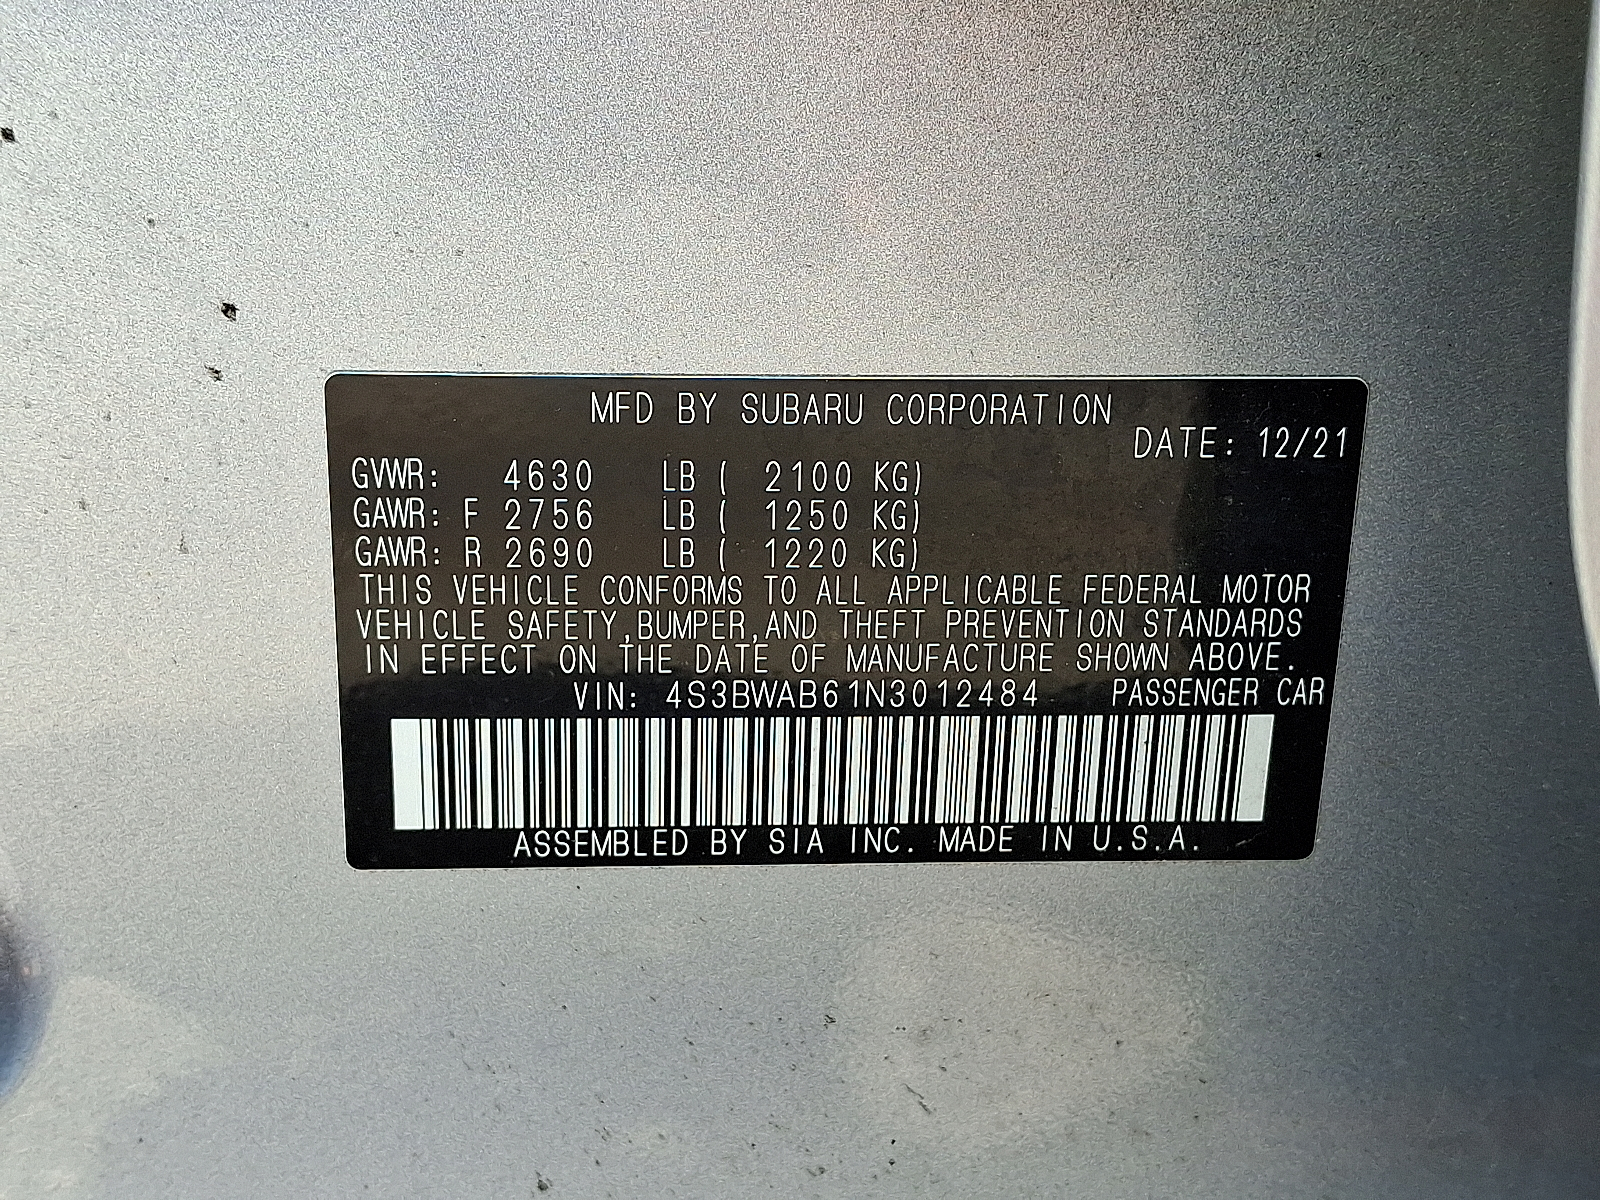 MFD BY SUBARU CORPORATION
DATE: 12/21
GVWR: 4630 LB ( 2100 KG)
GAWR: F 2756 LB ( 1250 KG)
GAWR: R 2690 LB ( 1220 KG)
THIS VEHICLE CONFORMS TO ALL APPLICABLE FEDERAL MOTOR
VEHICLE SAFETY,BUMPER,AND THEFT PREVENTION STANDARDS
IN EFFECT ON THE DATE OF MANUFACTURE SHOWN ABOVE.
VIN: 4S3BWAB61N3012484 PASSENGER CAR
ASSEMBLED BY SIA INC. MADE IN U.S.A.